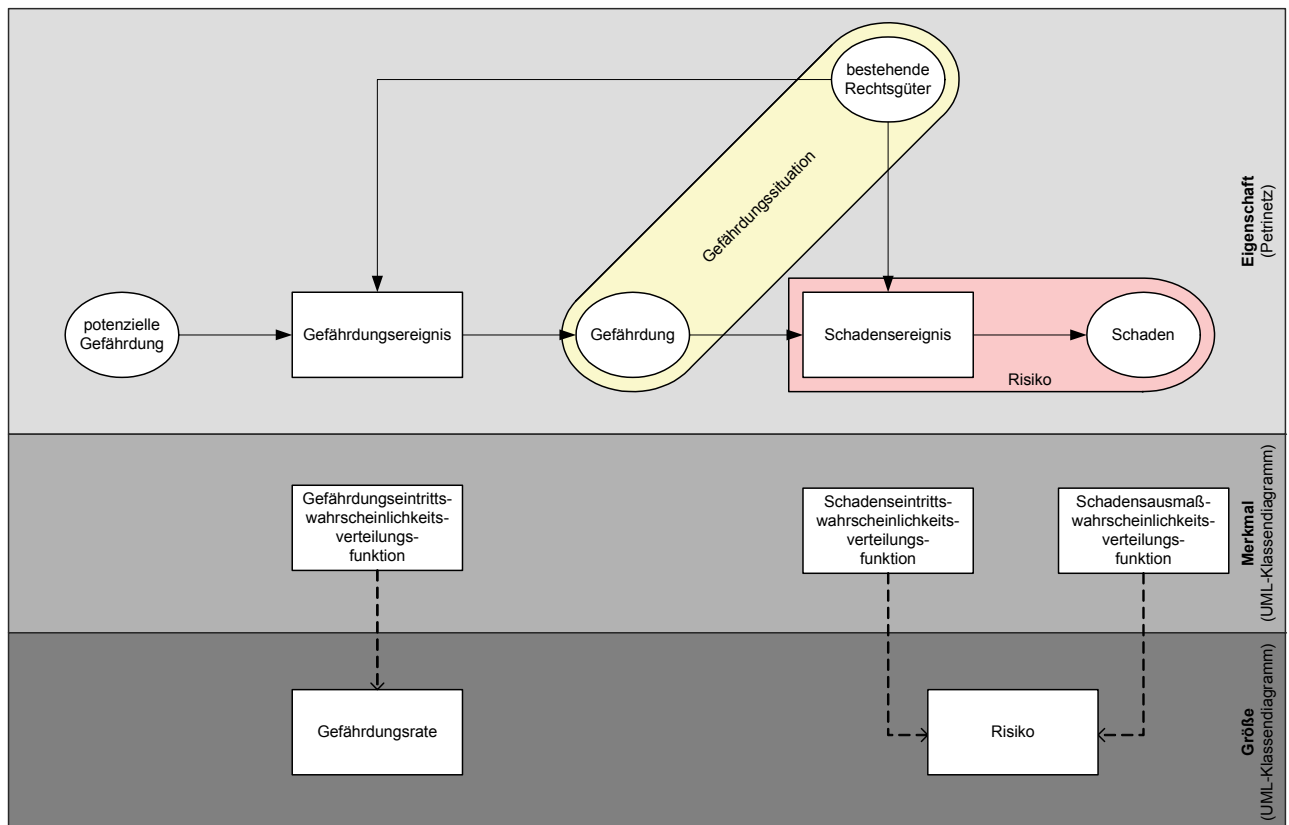 bestehende
Rechtsgüter
Gefährdungssituation
potenzielle
Gefährdung
Gefährdungsereignis
Gefährdung
Schadensereignis
Schaden
Risiko
Eigenschaft
(Petrinetz)
Gefährdungseintritts-
wahrscheinlichkeits-
verteilungs-
funktion
Schadenseintritts-
wahrscheinlichkeits-
verteilungs-
funktion
Schadensausmaß-
wahrscheinlichkeits-
verteilungs-
funktion
Merkmal
(UML-Klassendiagramm)
Gefährdungsrate
Risiko
Größe
(UML-Klassendiagramm)